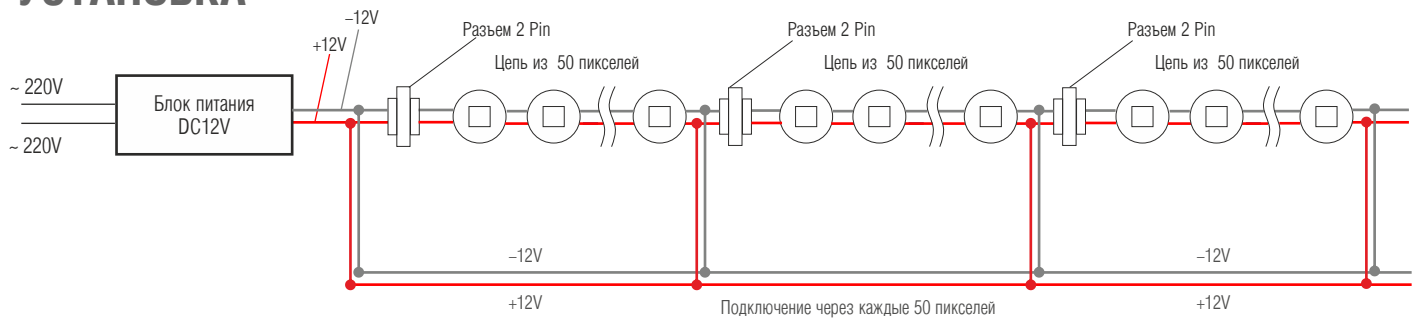 УСТАНОВКА
−12V
+12V
Разъем 2 Pin
Разъем 2 Pin
Разъем 2 Pin
Цепь из 50 пикселей
Цепь из 50 пикселей
Цепь из 50 пикселей
~ 220V
Блок питания
DC12V
~ 220V
−12V
−12V
+12V
Подключение через каждые 50 пикселей
+12V